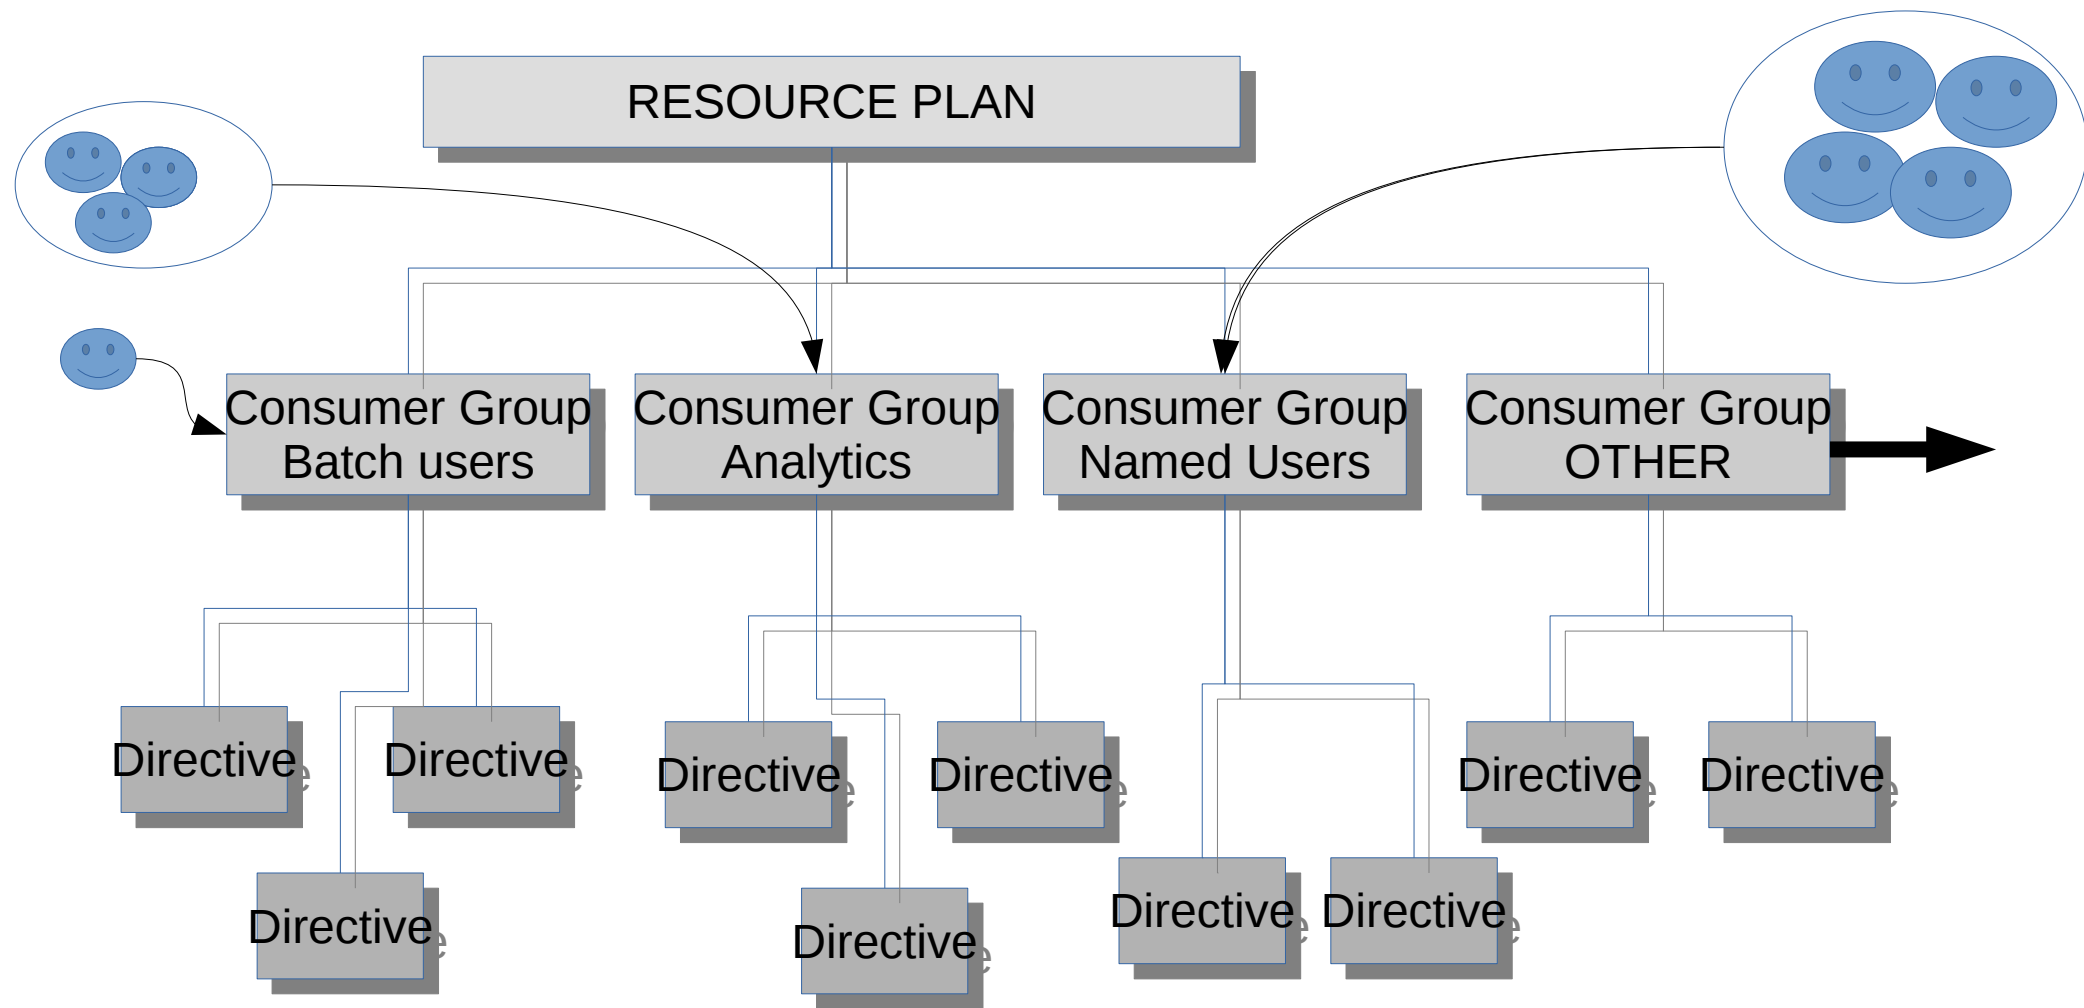 RESOURCE PLAN
Consumer Group
Batch users
Consumer Group
Analytics
Consumer Group
Named Users
Consumer Group
OTHER
Directive
Directive
Directive
Directive
Directive
Directive
Directive
Directive
Directive
Directive